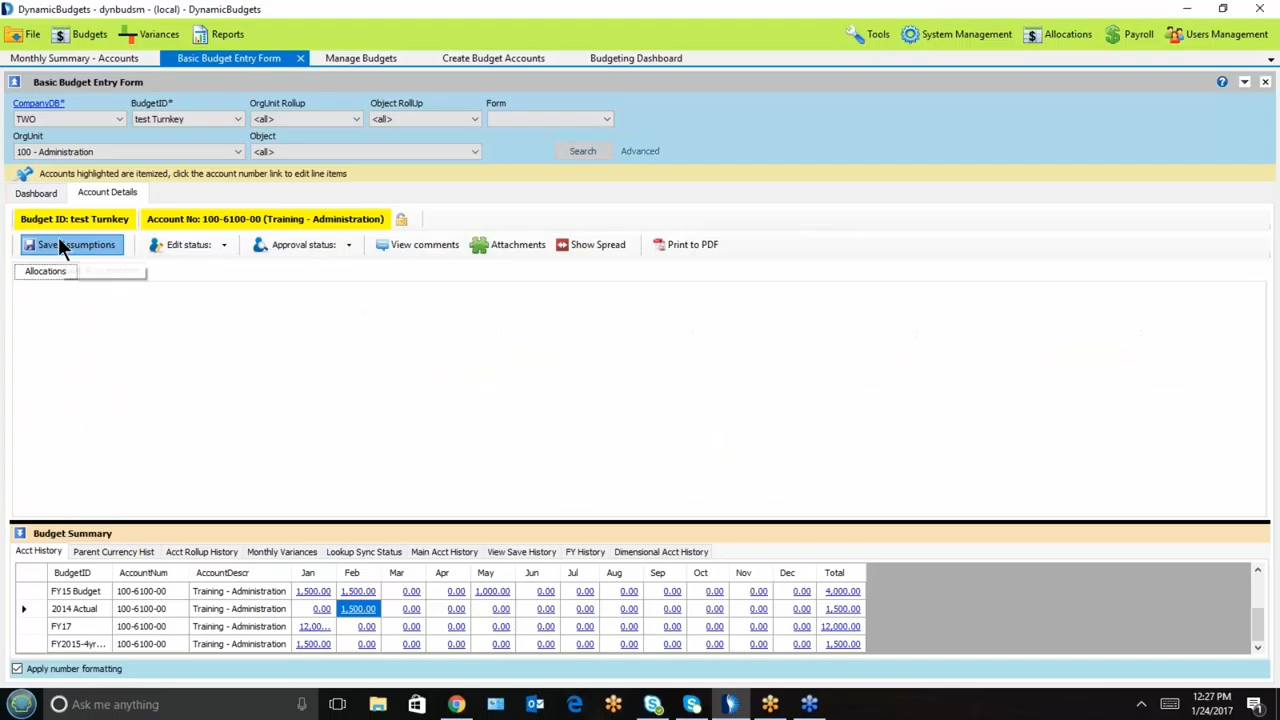 DynamicBudgets - dynbudsm - (local) - DynamicBudgets
File Budgets Variances Reports Tools System Management Allocations Payroll Users Management
Monthly Summary - Accounts Basic Budget Entry Form Manage Budgets Create Budget Accounts Budgeting Dashboard
Basic Budget Entry Form
CompanyDB* BudgetID* OrgUnit Rollup Object RollUp Form
TWO test Turnkey <all> <all>
OrgUnit Object
100 - Administration <all> Search Advanced
Accounts highlighted are itemized, click the account number link to edit line items
Dashboard Account Details
Budget ID: test Turnkey Account No: 100-6100-00 (Training - Administration)
Save Assumptions Edit status: Approval status: View comments Attachments Show Spread Print to PDF
Allocations
Budget Summary
Acct History Parent Currency Hist Acct Rollup History Monthly Variances Lookup Sync Status Main Acct History View Save History FY History Dimensional Acct History
BudgetID AccountNum AccountDescr Jan Feb Mar Apr May Jun Jul Aug Sep Oct Nov Dec Total
FY15 Budget 100-6100-00 Training - Administration 1,500.00 1,500.00 0.00 0.00 1,000.00 0.00 0.00 0.00 0.00 0.00 0.00 0.00 4,000.00
2014 Actual 100-6100-00 Training - Administration 0.00 1,500.00 0.00 0.00 0.00 0.00 0.00 0.00 0.00 0.00 0.00 0.00 1,500.00
FY17 100-6100-00 Training - Administration 12,00... 0.00 0.00 0.00 0.00 0.00 0.00 0.00 0.00 0.00 0.00 0.00 12,000.00
FY2015-4yr... 100-6100-00 Training - Administration 1,500.00 0.00 0.00 0.00 0.00 0.00 0.00 0.00 0.00 0.00 0.00 0.00 1,500.00
Apply number formatting
Ask me anything
12:27 PM
1/24/2017